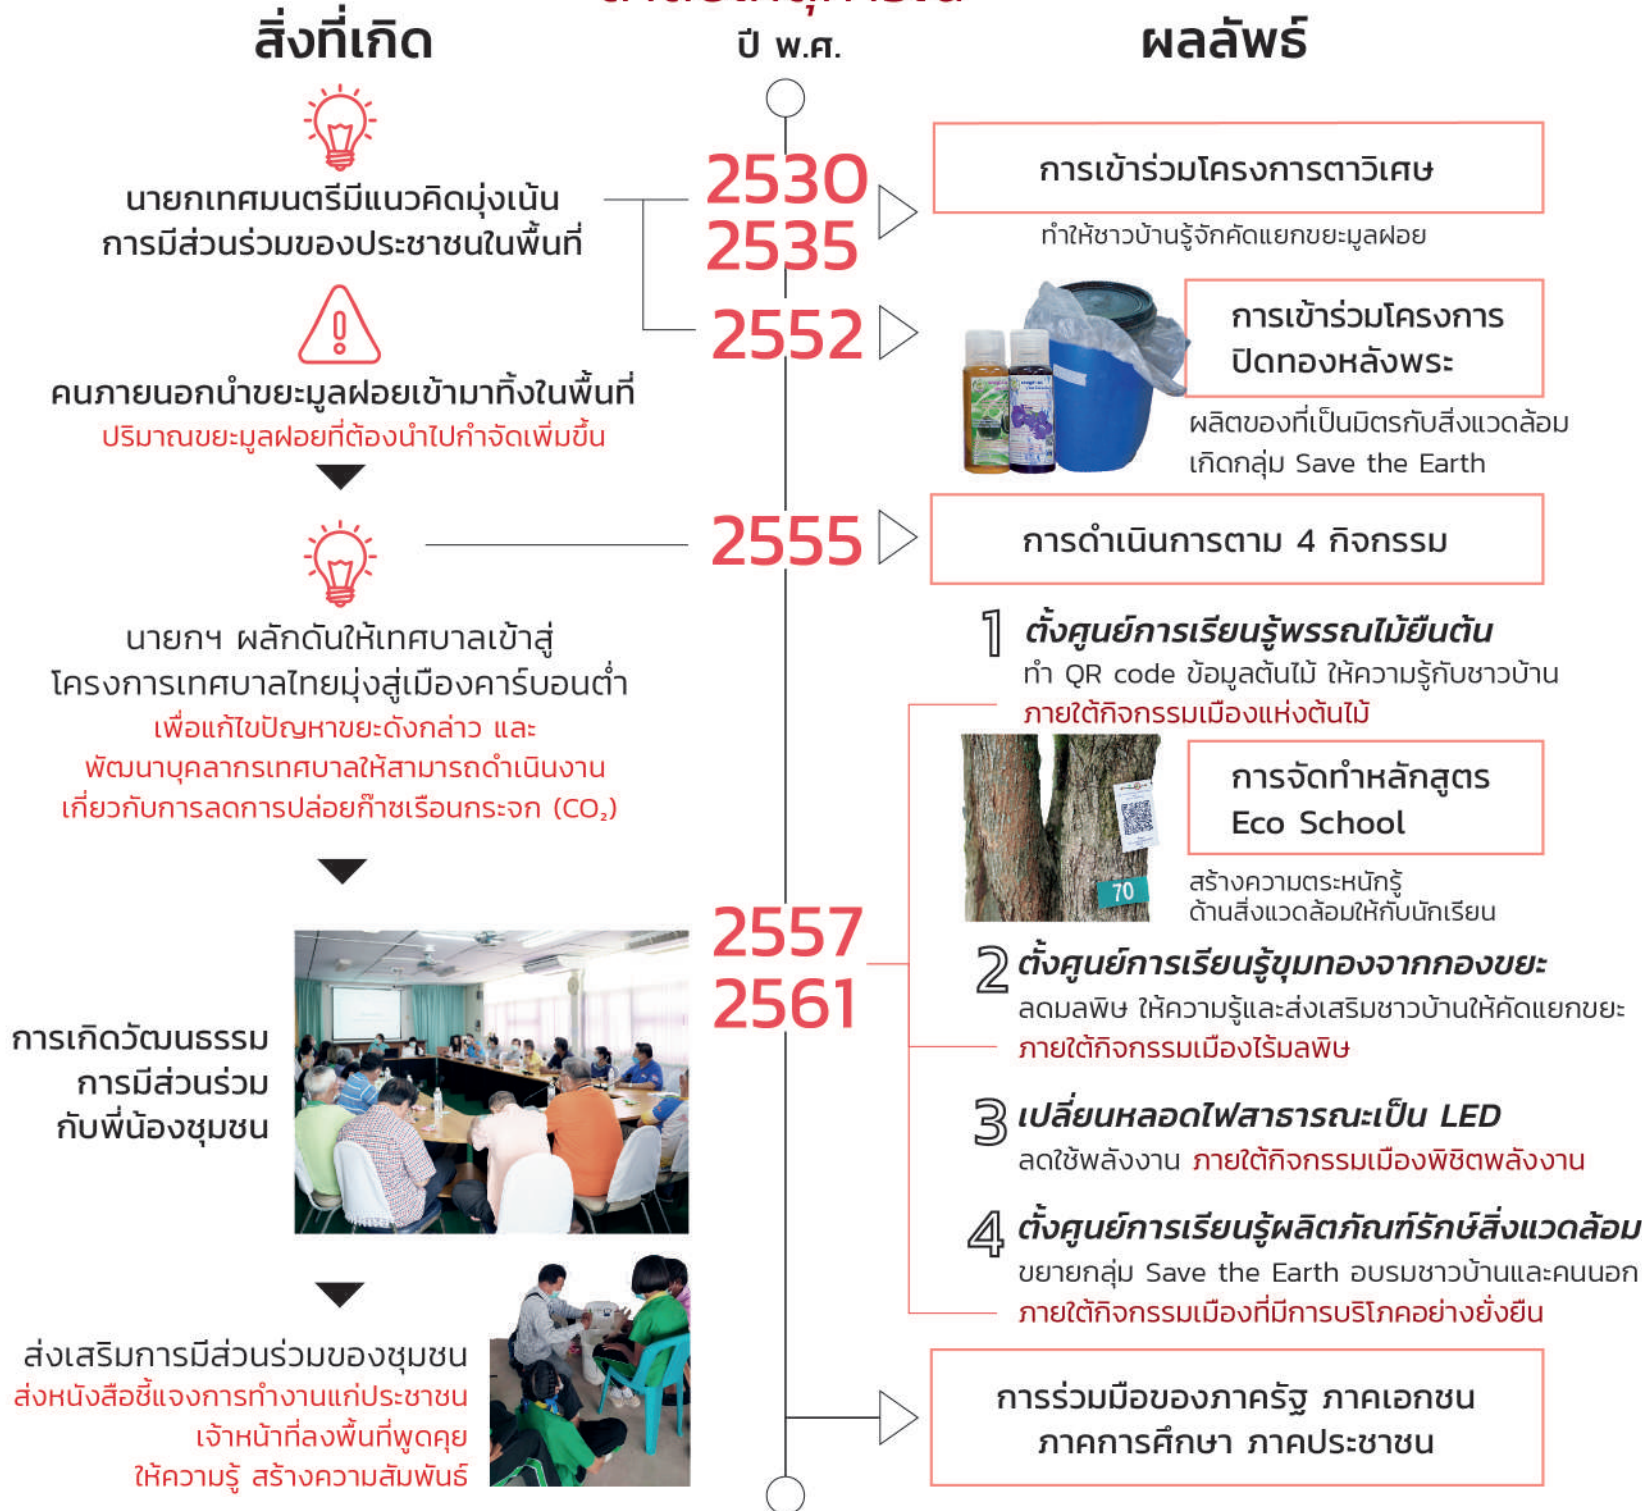 สิ่งที่เกิด
ปี พ.ศ.
ผลลัพธ์
นายกเทศมนตรีมีแนวคิดมุ่งเน้น
การมีส่วนร่วมของประชาชนในพื้นที่
2530
2535
การเข้าร่วมโครงการตาวิเศษ
ทำให้ชาวบ้านรู้จักคัดแยกขยะมูลฝอย
คนภายนอกนำขยะมูลฝอยเข้ามาทิ้งในพื้นที่
ปริมาณขยะมูลฝอยที่ต้องนำไปกำจัดเพิ่มขึ้น
2552
การเข้าร่วมโครงการ
ปิดทองหลังพระ
ผลิตของที่เป็นมิตรกับสิ่งแวดล้อม
เกิดกลุ่ม Save the Earth
2555
การดำเนินการตาม 4 กิจกรรม
นายกฯ ผลักดันให้เทศบาลเข้าสู่
โครงการเทศบาลไทยมุ่งสู่เมืองคาร์บอนต่ำ
เพื่อแก้ไขปัญหาขยะดังกล่าว และ
พัฒนาบุคลากรเทศบาลให้สามารถดำเนินงาน
เกี่ยวกับการลดการปล่อยก๊าซเรือนกระจก (CO₂)
1 ตั้งศูนย์การเรียนรู้พรรณไม้ยืนต้น
ทำ QR code ข้อมูลต้นไม้ ให้ความรู้กับชาวบ้าน
ภายใต้กิจกรรมเมืองแห่งต้นไม้
70
การจัดทำหลักสูตร
Eco School
สร้างความตระหนักรู้
ด้านสิ่งแวดล้อมให้กับนักเรียน
2557
2561
2 ตั้งศูนย์การเรียนรู้ขุมทองจากกองขยะ
ลดมลพิษ ให้ความรู้และส่งเสริมชาวบ้านให้คัดแยกขยะ
ภายใต้กิจกรรมเมืองไร้มลพิษ
การเกิดวัฒนธรรม
การมีส่วนร่วม
กับพี่น้องชุมชน
3 เปลี่ยนหลอดไฟสาธารณะเป็น LED
ลดใช้พลังงาน ภายใต้กิจกรรมเมืองพิชิตพลังงาน
4 ตั้งศูนย์การเรียนรู้ผลิตภัณฑ์รักษ์สิ่งแวดล้อม
ขยายกลุ่ม Save the Earth อบรมชาวบ้านและคนนอก
ภายใต้กิจกรรมเมืองที่มีการบริโภคอย่างยั่งยืน
ส่งเสริมการมีส่วนร่วมของชุมชน
ส่งหนังสือชี้แจงการทำงานแก่ประชาชน
เจ้าหน้าที่ลงพื้นที่พูดคุย
ให้ความรู้ สร้างความสัมพันธ์
การร่วมมือของภาครัฐ ภาคเอกชน
ภาคการศึกษา ภาคประชาชน